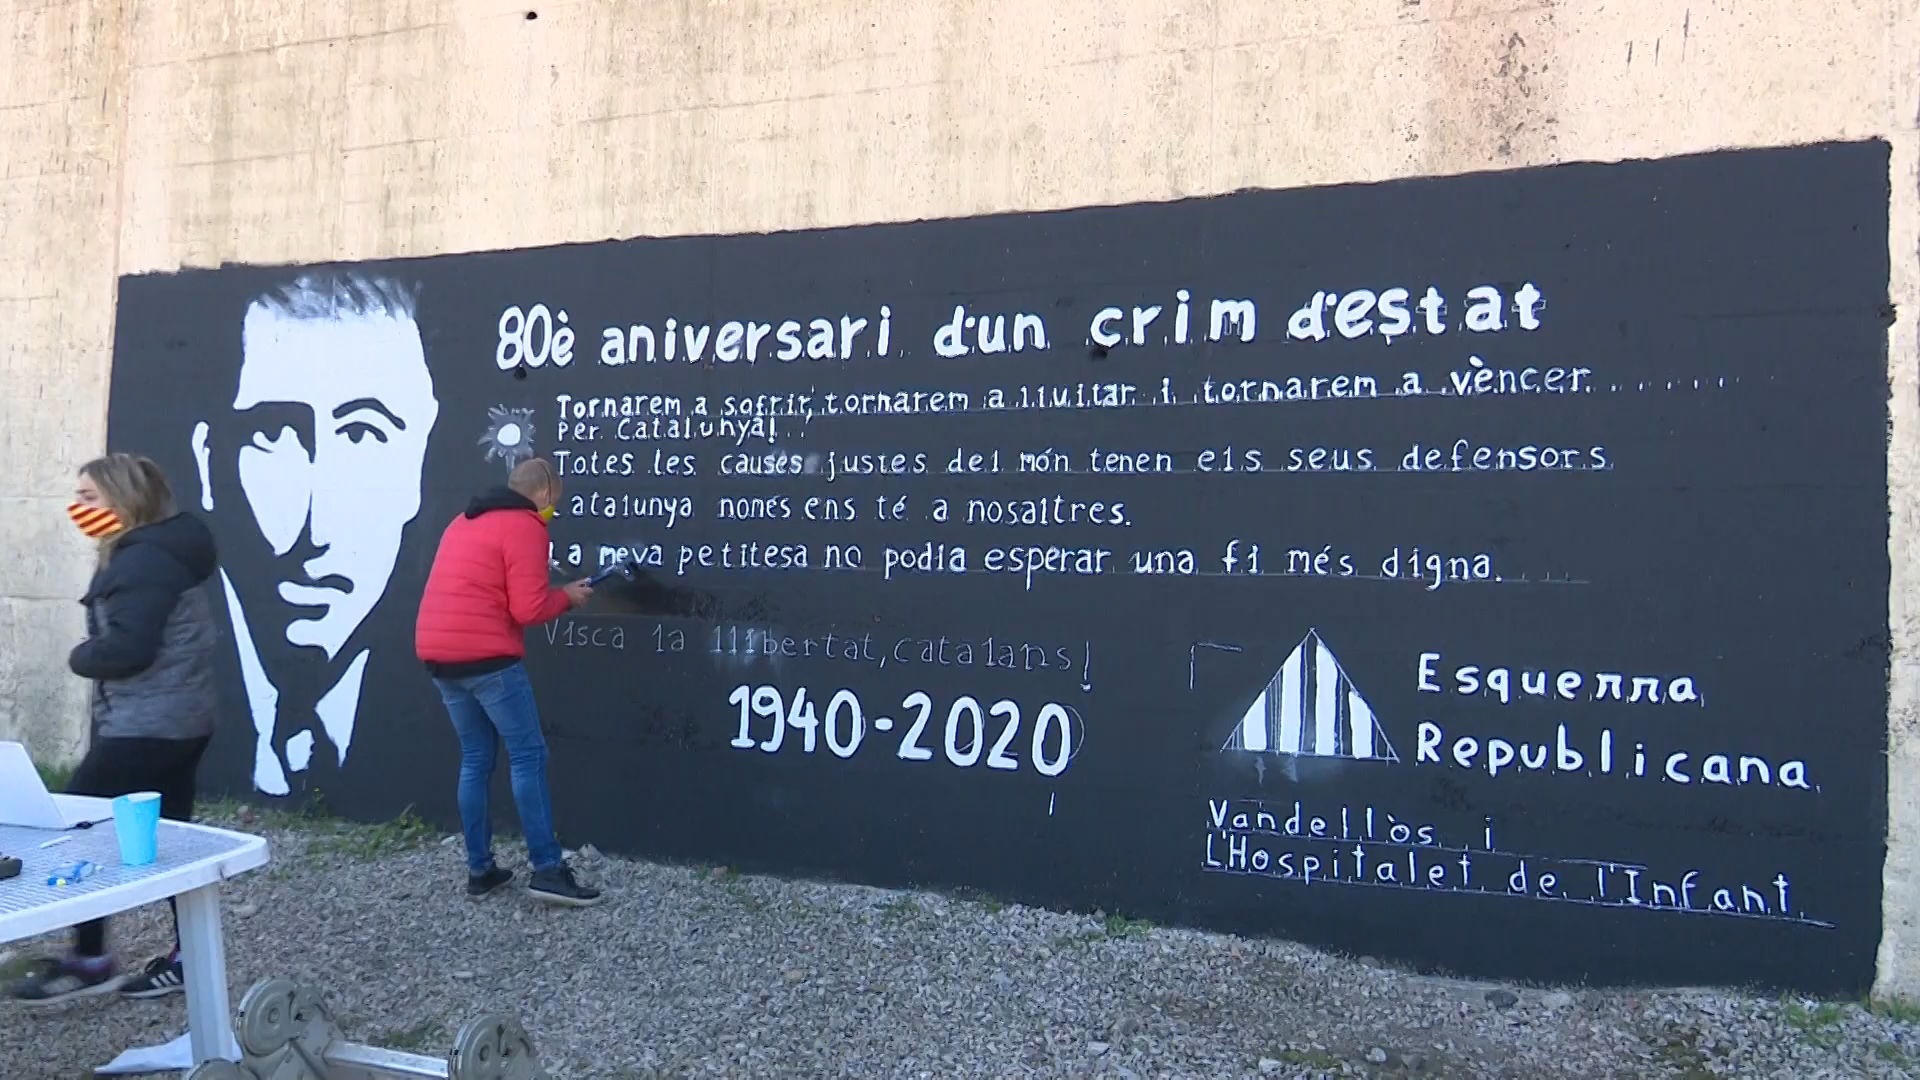 80è aniversari d'un crim d'estat
Tornarem a sofrir, tornarem a lluitar i tornarem a vèncer.
Per Catalunya!
Totes les causes justes del món tenen els seus defensors.
Catalunya només ens té a nosaltres.
La meva petitesa no podia esperar una fi més digna.
Visca la llibertat, catalans!
1940-2020
Esquerra
Republicana
Vandellòs i
L'Hospitalet de l'Infant